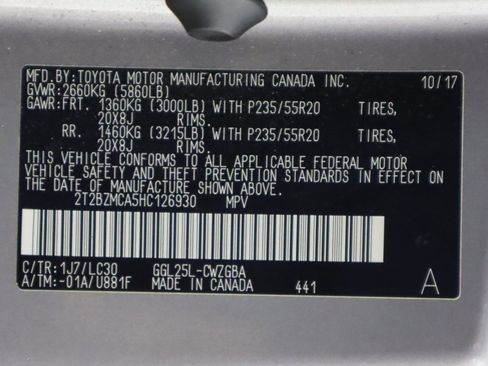 MFD.BY:TOYOTA MOTOR MANUFACTURING CANADA INC. 10/17
GVWR:2660KG (5860LB)
GAWR:FRT. 1360KG (3000LB) WITH P235/55R20 TIRES,
20X8J RIMS.
RR. 1460KG (3215LB) WITH P235/55R20 TIRES,
20X8J RIMS.
THIS VEHICLE CONFORMS TO ALL APPLICABLE FEDERAL MOTOR
VEHICLE SAFETY AND THEFT PREVENTION STANDARDS IN EFFECT ON
THE DATE OF MANUFACTURE SHOWN ABOVE.
2T2BZMCA5HC126930 MPV
C/TR:1J7/LC30 GGL25L-CWZGBA
A/TM:-01A/U881F MADE IN CANADA 441 A